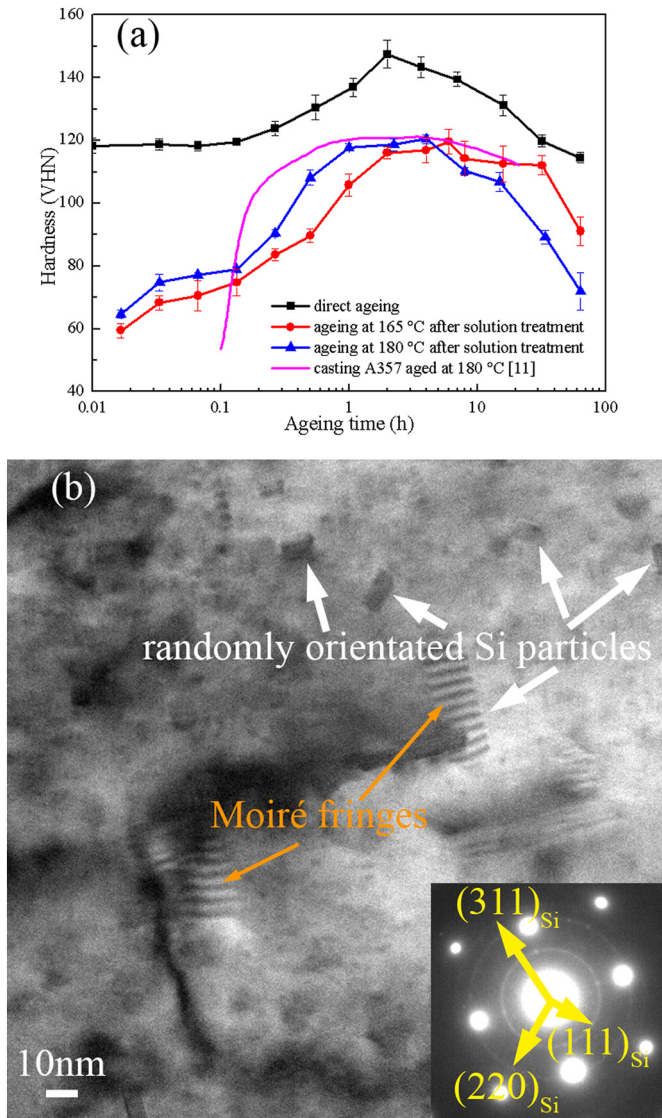 (a)
160
140
120
100
80
60
40
Hardness (VHN)
direct ageing
ageing at 165 °C after solution treatment
ageing at 180 °C after solution treatment
casting A357 aged at 180 °C [11]
0.01 0.1 1 10 100
Ageing time (h)
(b)
randomly orientated Si particles
Moiré fringes
(311)Si
(111)Si
(220)Si
10nm